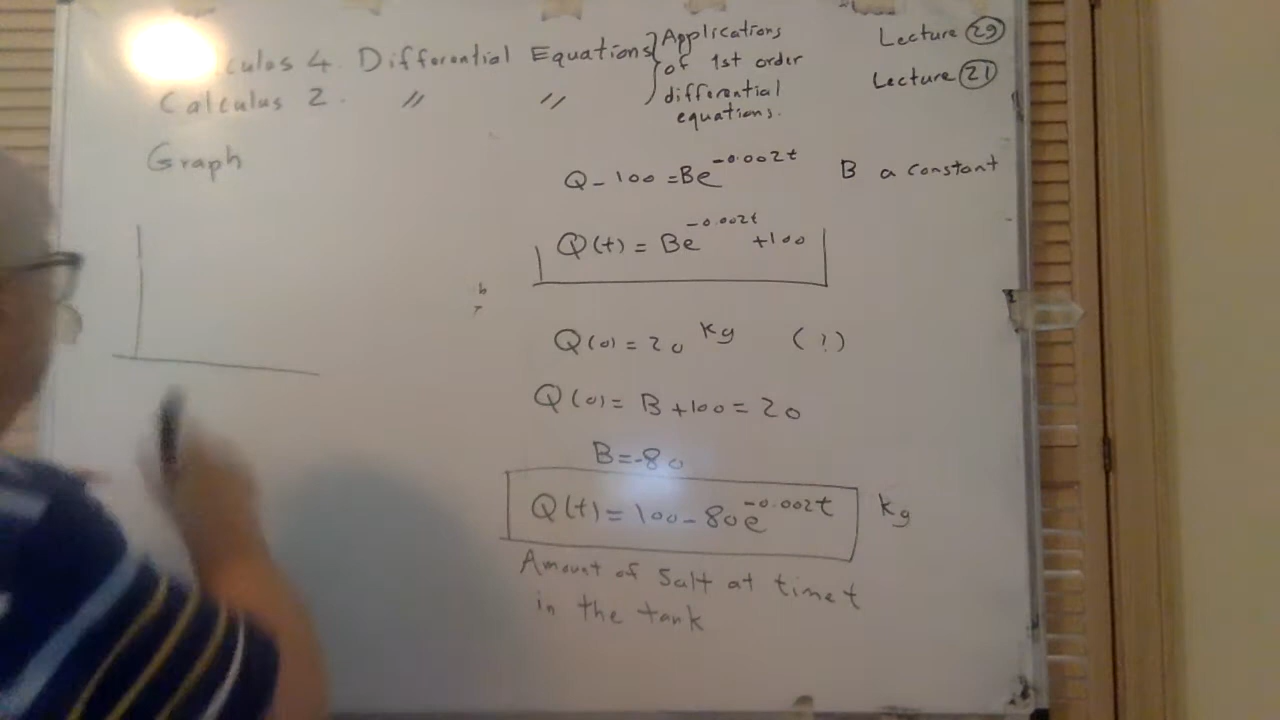 culus 4. Differential Equations } Applications of 1st order differential equations. Lecture 29
Calculus 2. 〃 〃 Lecture 21
Graph
Q - 100 = Be^-0.002t B a constant
Q(t) = Be^-0.002t + 100
Q(0) = 20 kg (?)
Q(0) = B + 100 = 20
B = -80
Q(t) = 100 - 80e^-0.002t kg
Amount of Salt at time t
in the tank